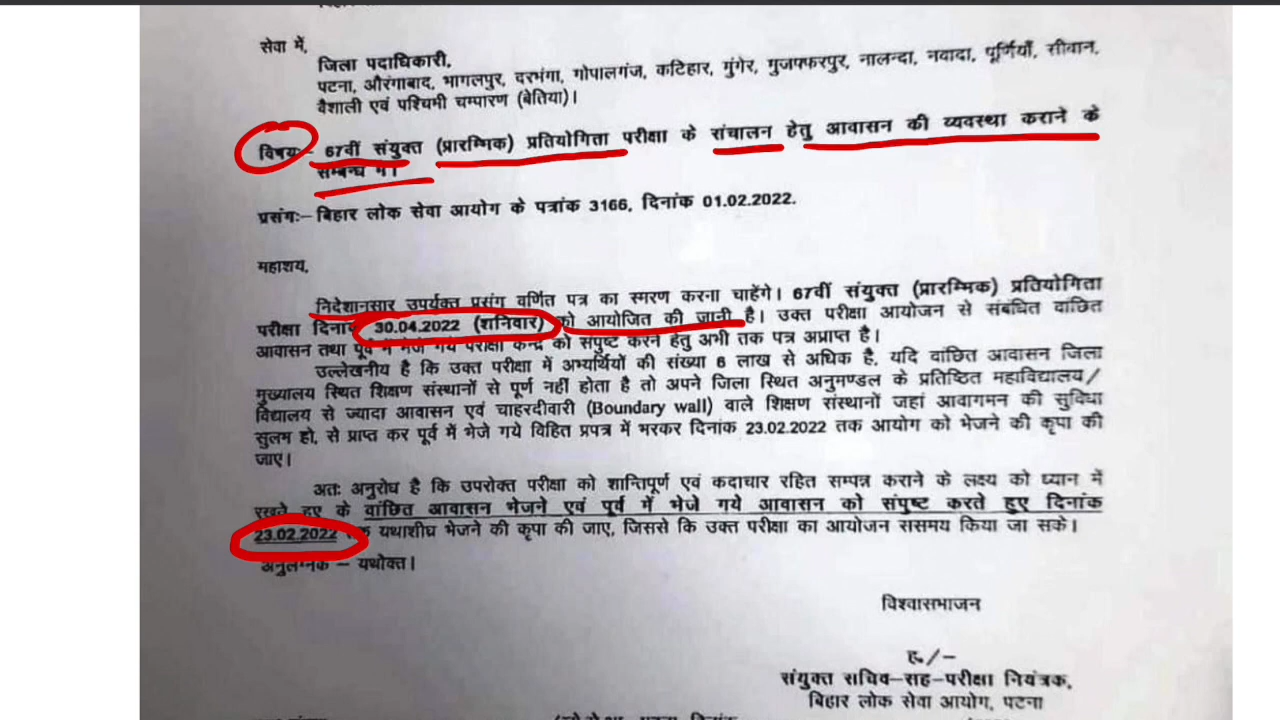 सेवा में,
जिला पदाधिकारी,
पटना, औरंगाबाद, भागलपुर, दरभंगा, गोपालगंज, कटिहार, मुंगेर, मुजफ्फरपुर, नालन्दा, नवादा, पूर्णियाँ, सीवान,
वैशाली एवं पश्चिमी चम्पारण (बेतिया)।
विषयः– 67वीं संयुक्त (प्रारम्भिक) प्रतियोगिता परीक्षा के संचालन हेतु आवासन की व्यवस्था कराने के
सम्बन्ध में।
प्रसंगः– बिहार लोक सेवा आयोग के पत्रांक 3166, दिनांक 01.02.2022.
महाशय,
निदेशानुसार उपर्युक्त प्रसंग वर्णित पत्र का स्मरण करना चाहेंगे। 67वीं संयुक्त (प्रारम्भिक) प्रतियोगिता
परीक्षा दिनांक 30.04.2022 (शनिवार) को आयोजित की जानी है। उक्त परीक्षा आयोजन से संबंधित वांछित
आवासन तथा पूर्व में भेजे गये परीक्षा केन्द्र को संपुष्ट करने हेतु अभी तक पत्र अप्राप्त है।
उल्लेखनीय है कि उक्त परीक्षा में अभ्यर्थियों की संख्या 6 लाख से अधिक है, यदि वांछित आवासन जिला
मुख्यालय स्थित शिक्षण संस्थानों से पूर्ण नहीं होता है तो अपने जिला स्थित अनुमण्डल के प्रतिष्ठित महाविद्यालय/
विद्यालय से ज्यादा आवासन एवं चाहरदीवारी (Boundary wall) वाले शिक्षण संस्थानों जहां आवागमन की सुविधा
सुलभ हो, से प्राप्त कर पूर्व में भेजे गये विहित प्रपत्र में भरकर दिनांक 23.02.2022 तक आयोग को भेजने की कृपा की
जाए।
अतः अनुरोध है कि उपरोक्त परीक्षा को शान्तिपूर्ण एवं कदाचार रहित सम्पन्न कराने के लक्ष्य को ध्यान में
रखते हुए के वांछित आवासन भेजने एवं पूर्व में भेजे गये आवासन को संपुष्ट करते हुए दिनांक
23.02.2022 तक यथाशीघ्र भेजने की कृपा की जाए, जिससे कि उक्त परीक्षा का आयोजन ससमय किया जा सके।
अनुलग्नक – यथोक्त।
विश्वासभाजन
ह०/–
संयुक्त सचिव–सह–परीक्षा नियंत्रक,
बिहार लोक सेवा आयोग, पटना